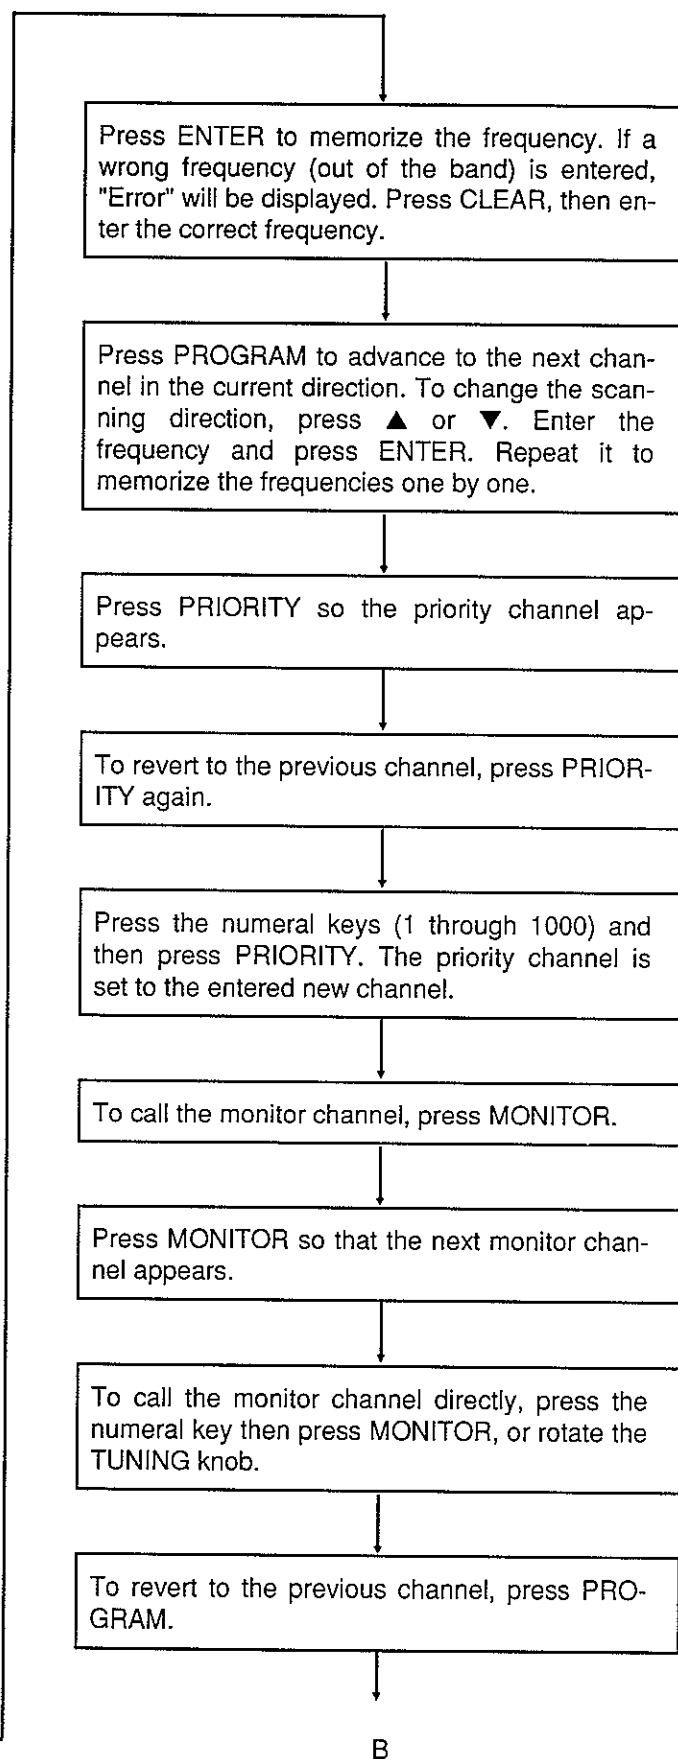 Press ENTER to memorize the frequency. If a
wrong frequency (out of the band) is entered,
"Error" will be displayed. Press CLEAR, then en-
ter the correct frequency.
Press PROGRAM to advance to the next chan-
nel in the current direction. To change the scan-
ning direction, press ▲ or ▼. Enter the
frequency and press ENTER. Repeat it to
memorize the frequencies one by one.
Press PRIORITY so the priority channel ap-
pears.
To revert to the previous channel, press PRIOR-
ITY again.
Press the numeral keys (1 through 1000) and
then press PRIORITY. The priority channel is
set to the entered new channel.
To call the monitor channel, press MONITOR.
Press MONITOR so that the next monitor chan-
nel appears.
To call the monitor channel directly, press the
numeral key then press MONITOR, or rotate the
TUNING knob.
To revert to the previous channel, press PRO-
GRAM.
B